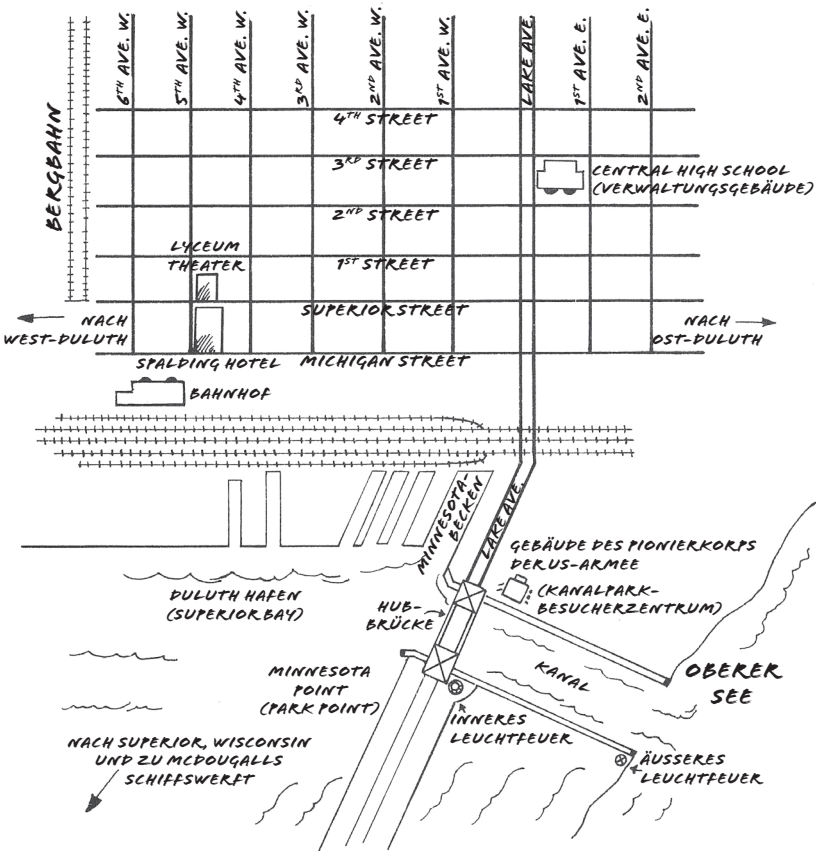 6TH AVE. W.
5TH AVE. W.
4TH AVE. W.
3RD AVE. W.
2ND AVE. W.
1ST AVE. W.
LAKE AVE.
1ST AVE. E.
2ND AVE. E.
BERGBAHN
4TH STREET
3RD STREET
CENTRAL HIGH SCHOOL
(VERWALTUNGSGEBÄUDE)
2ND STREET
LYCEUM
THEATER
1ST STREET
SUPERIOR STREET
NACH
WEST-DULUTH
NACH
OST-DULUTH
SPALDING HOTEL
MICHIGAN STREET
BAHNHOF
MINNESOTA-
BECKEN
LAKE AVE.
GEBÄUDE DES PIONIERKORPS
DER US-ARMEE
(KANALPARK-
BESUCHERZENTRUM)
DULUTH HAFEN
(SUPERIOR BAY)
HUB-
BRÜCKE
KANAL
OBERER
SEE
MINNESOTA
POINT
(PARK POINT)
INNERES
LEUCHTFEUER
NACH SUPERIOR, WISCONSIN
UND ZU MCDOUGALLS
SCHIFFSWERFT
ÄUSSERES
LEUCHTFEUER